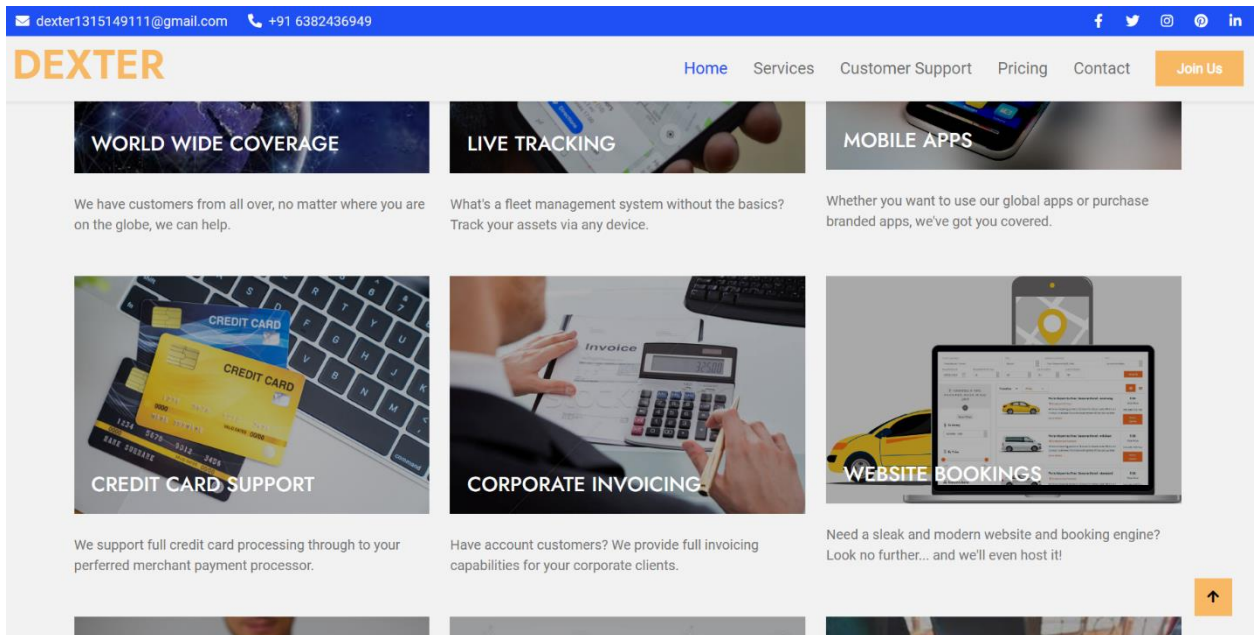 dexter1315149111@gmail.com +91 6382436949
DEXTER
Home Services Customer Support Pricing Contact Join Us
WORLD WIDE COVERAGE
LIVE TRACKING
MOBILE APPS
We have customers from all over, no matter where you are
on the globe, we can help.
What's a fleet management system without the basics?
Track your assets via any device.
Whether you want to use our global apps or purchase
branded apps, we've got you covered.
CREDIT CARD
CREDIT CARD
CREDIT CARD SUPPORT
Invoice
CORPORATE INVOICING
WEBSITE BOOKINGS
We support full credit card processing through to your
perferred merchant payment processor.
Have account customers? We provide full invoicing
capabilities for your corporate clients.
Need a sleak and modern website and booking engine?
Look no further... and we'll even host it!